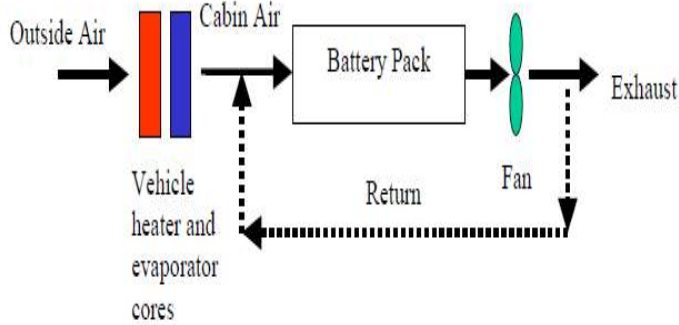 Outside Air
Cabin Air
Battery Pack
Exhaust
Vehicle
heater and
evaporator
cores
Return
Fan